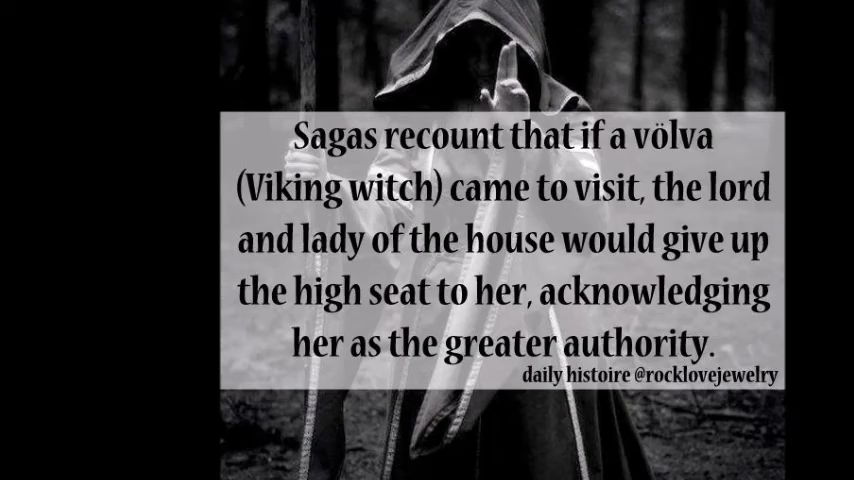 Sagas recount that if a völva
(Viking witch) came to visit, the lord
and lady of the house would give up
the high seat to her, acknowledging
her as the greater authority.
daily histoire @rocklovejewelry